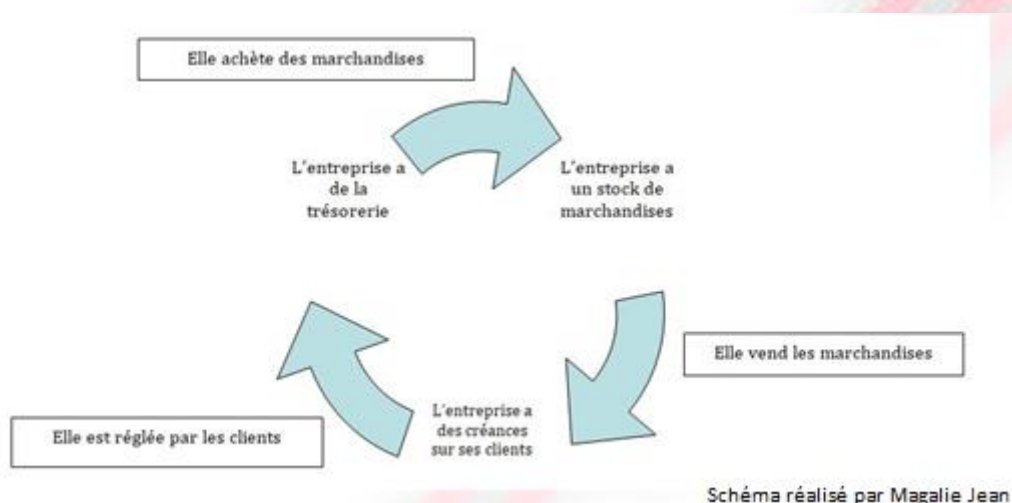 Elle achète des marchandises
L'entreprise a
de la
trésorerie
L'entreprise a
un stock de
marchandises
Elle vend les marchandises
L'entreprise a
des créances
sur ses clients
Elle est réglée par les clients
Schéma réalisé par Magalie Jean